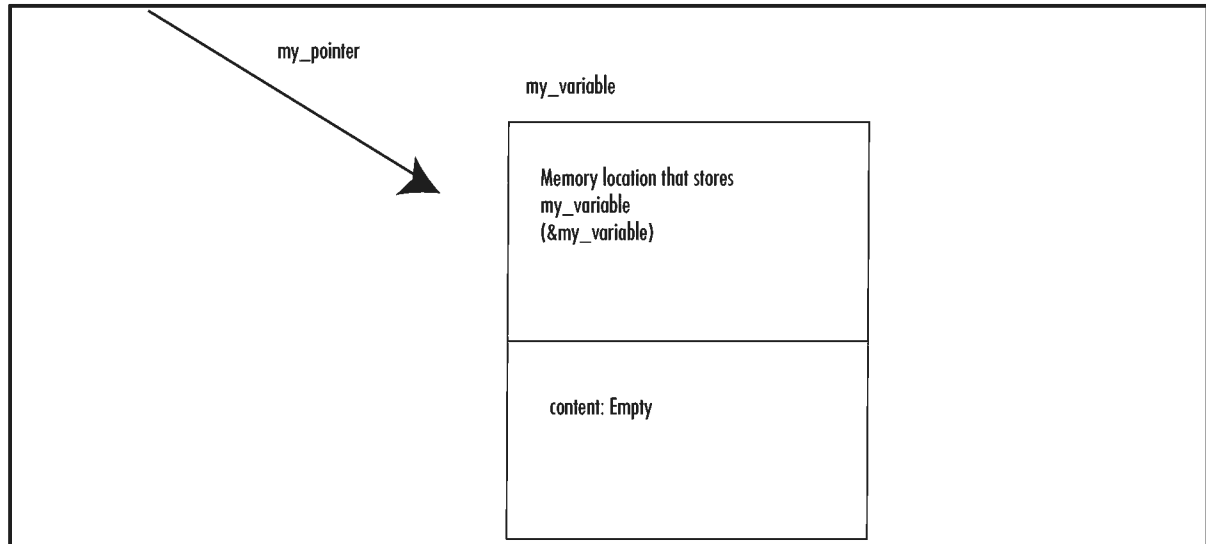 my_pointer
my_variable
Memory location that stores
my_variable
(&my_variable)
content: Empty